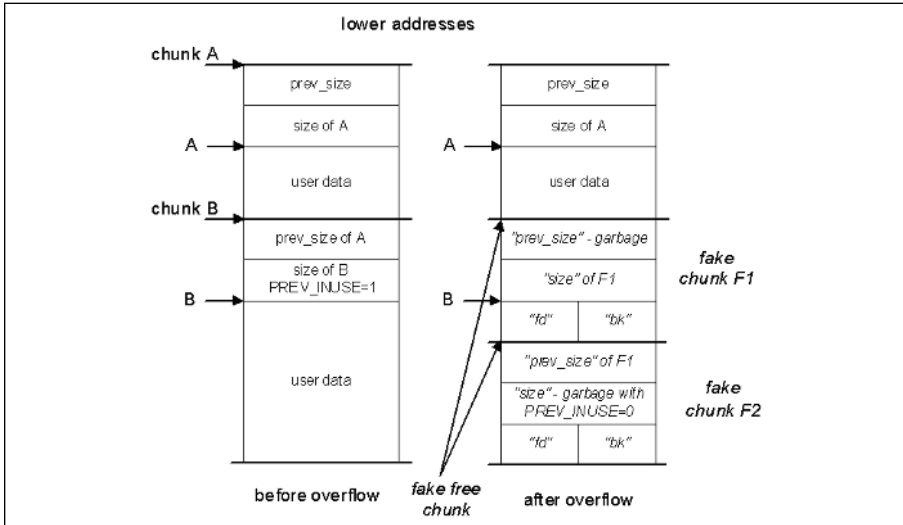 lower addresses
chunk A
prev_size
size of A
A
user data
chunk B
prev_size of A
size of B
PREV_INUSE=1
B
user data
before overflow
prev_size
size of A
A
user data
"prev_size" - garbage
"size" of F1
fake
chunk F1
B
"fd"
"bk"
"prev_size" of F1
"size" - garbage with
PREV_INUSE=0
fake
chunk F2
"fd"
"bk"
fake free
chunk
after overflow